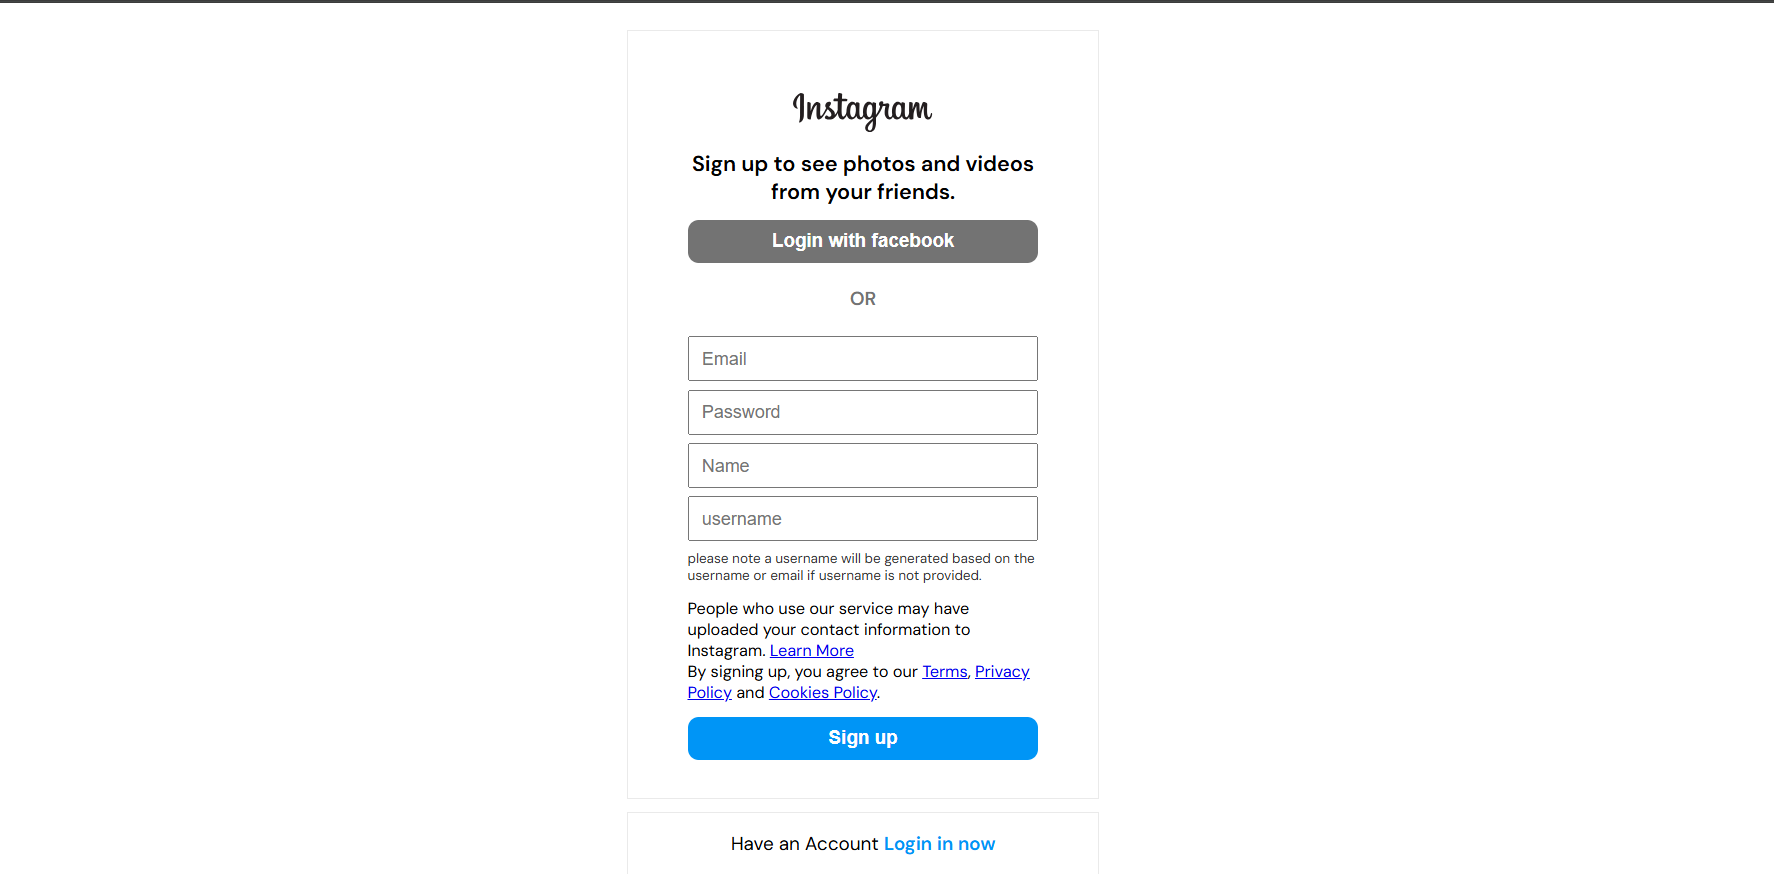 Instagram
Sign up to see photos and videos
from your friends.
Login with facebook
OR
Email
Password
Name
username
please note a username will be generated based on the
username or email if username is not provided.
People who use our service may have
uploaded your contact information to
Instagram. Learn More
By signing up, you agree to our Terms, Privacy
Policy and Cookies Policy.
Sign up
Have an Account Login in now